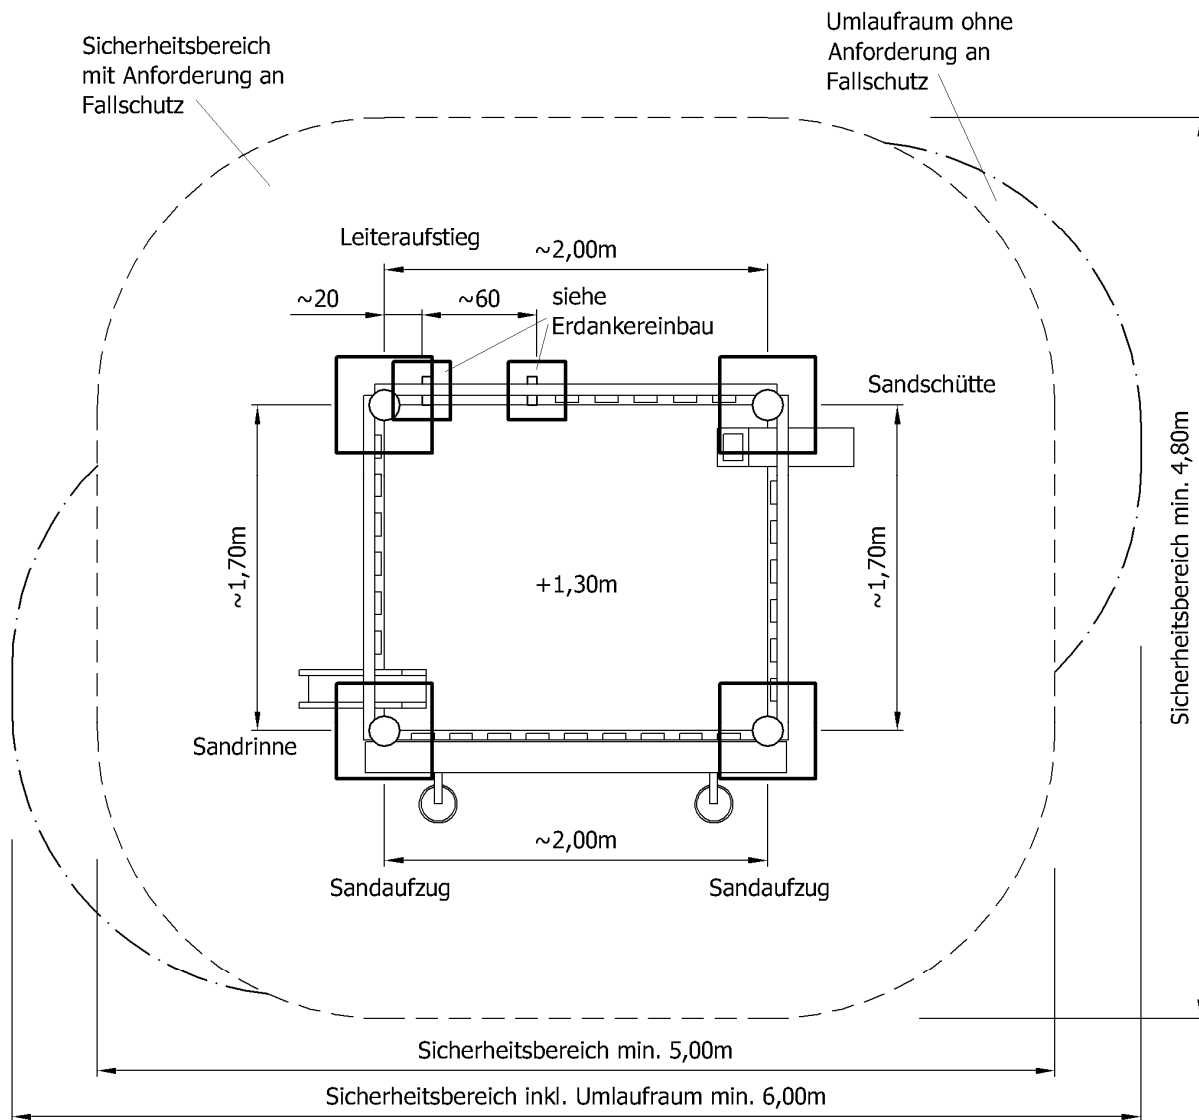 Sicherheitsbereich
mit Anforderung an
Fallschutz
Umlaufraum ohne
Anforderung an
Fallschutz
Leiteraufstieg
~2,00m
~20
~60
siehe
Erdankereinbau
Sandschütte
~1,70m
+1,30m
~1,70m
Sicherheitsbereich min. 4,80m
Sandrinne
~2,00m
Sandaufzug
Sandaufzug
Sicherheitsbereich min. 5,00m
Sicherheitsbereich inkl. Umlaufraum min. 6,00m